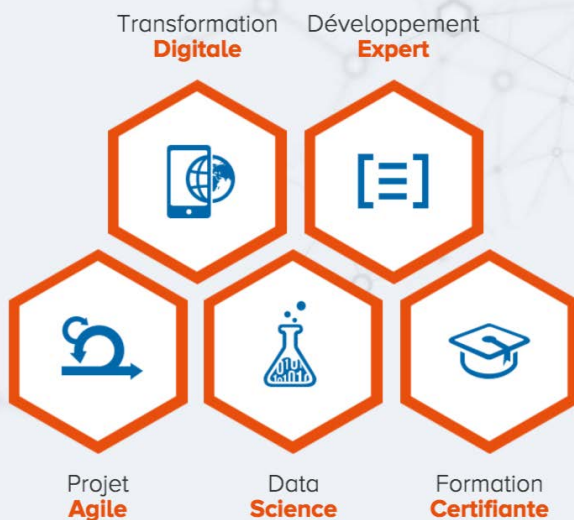 Transformation
Digitale
Développement
Expert
Projet
Agile
Data
Science
Formation
Certifiante